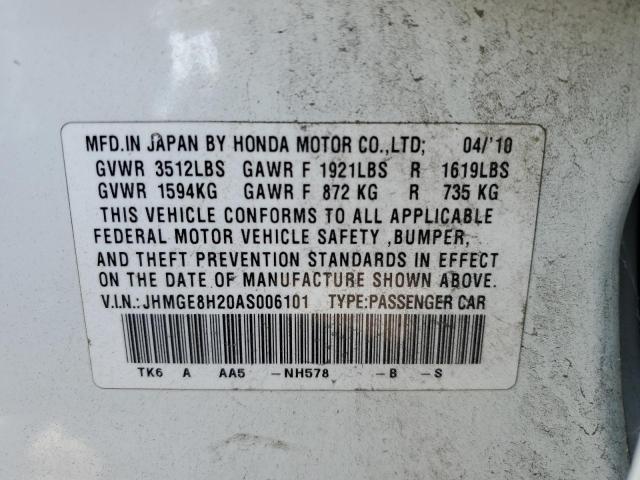 MFD.IN JAPAN BY HONDA MOTOR CO.,LTD; 04/'10
GVWR 3512LBS GAWR F 1921LBS R 1619LBS
GVWR 1594KG GAWR F 872 KG R 735 KG
THIS VEHICLE CONFORMS TO ALL APPLICABLE
FEDERAL MOTOR VEHICLE SAFETY ,BUMPER,
AND THEFT PREVENTION STANDARDS IN EFFECT
ON THE DATE OF MANUFACTURE SHOWN ABOVE.
V.I.N.:JHMGE8H20AS006101 TYPE:PASSENGER CAR
TK6 A AA5 -NH578 -B -S